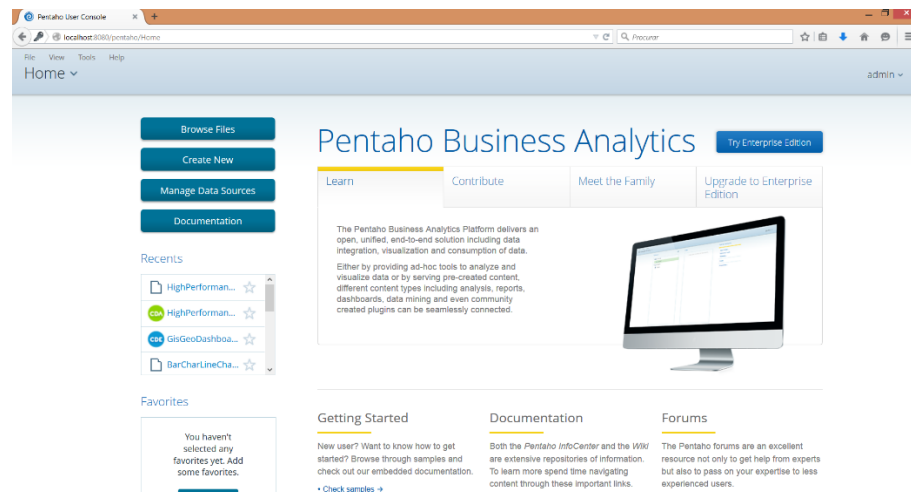 Pentaho User Console
localhost:8080/pentaho/Home
Procurar
File View Tools Help
Home
admin
Browse Files
Create New
Manage Data Sources
Documentation
Recents
HighPerforman...
CDA HighPerforman...
CDE GisGeoDashboa...
BarCharLineCha...
Favorites
You haven't
selected any
favorites yet. Add
some favorites.
Pentaho Business Analytics
Try Enterprise Edition
Learn
Contribute
Meet the Family
Upgrade to Enterprise
Edition
The Pentaho Business Analytics Platform delivers an
open, unified, end-to-end solution including data
integration, visualization and consumption of data.
Either by providing ad-hoc tools to analyze and
visualize data or by serving pre-created content,
different content types including analysis, reports,
dashboards, data mining and even community
created plugins can be seamlessly connected.
Getting Started
New user? Want to know how to get
started? Browse through samples and
check out our embedded documentation.
• Check samples →
Documentation
Both the Pentaho InfoCenter and the Wiki
are extensive repositories of information.
To learn more spend time navigating
content through these important links.
Forums
The Pentaho forums are an excellent
resource not only to get help from experts
but also to pass on your expertise to less
experienced users.